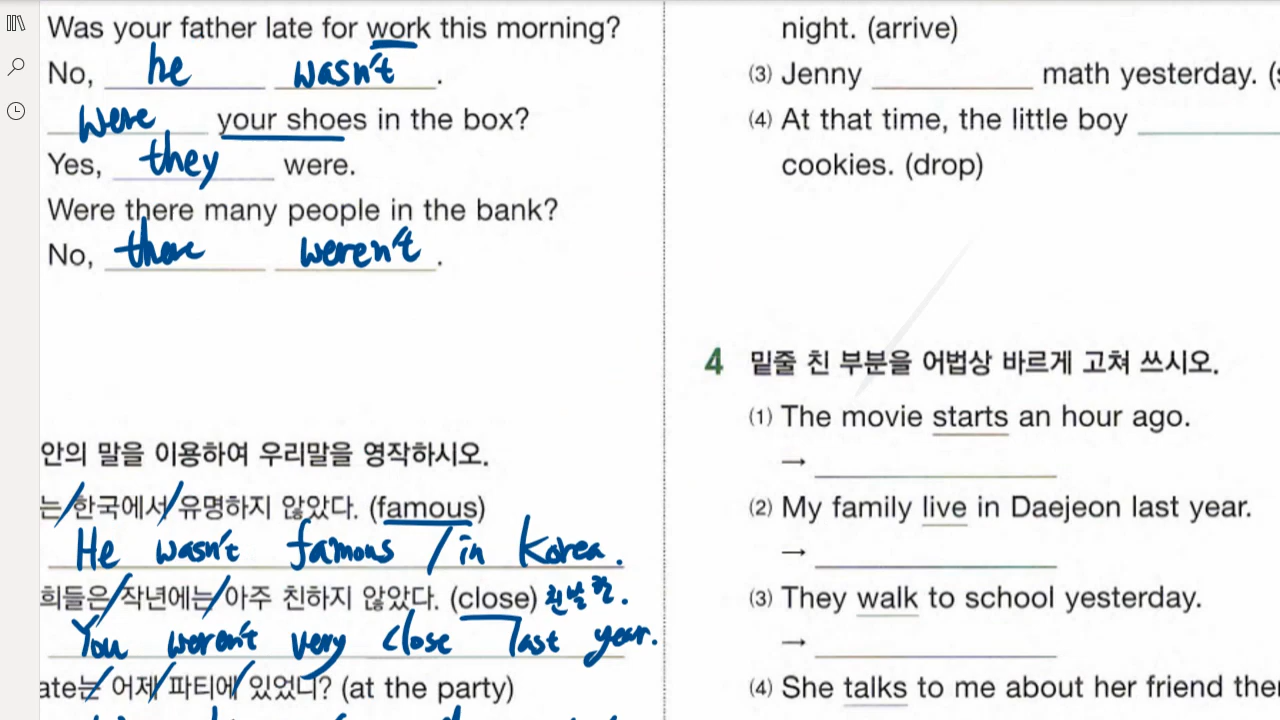 Was your father late for work this morning?
No, he wasn't.
Were your shoes in the box?
Yes, they were.
Were there many people in the bank?
No, there weren't.
안의 말을 이용하여 우리말을 영작하시오.
는/한국에서/유명하지 않았다. (famous)
He wasn't famous / in Korea.
희들은/작년에는/아주 친하지 않았다. (close) 친밀한.
You weren't very close last year.
ate는/어제/파티에/있었니? (at the party)
night. (arrive)
(3) Jenny math yesterday. (s
(4) At that time, the little boy
cookies. (drop)
4 밑줄 친 부분을 어법상 바르게 고쳐 쓰시오.
(1) The movie starts an hour ago.
→
(2) My family live in Daejeon last year.
→
(3) They walk to school yesterday.
→
(4) She talks to me about her friend then